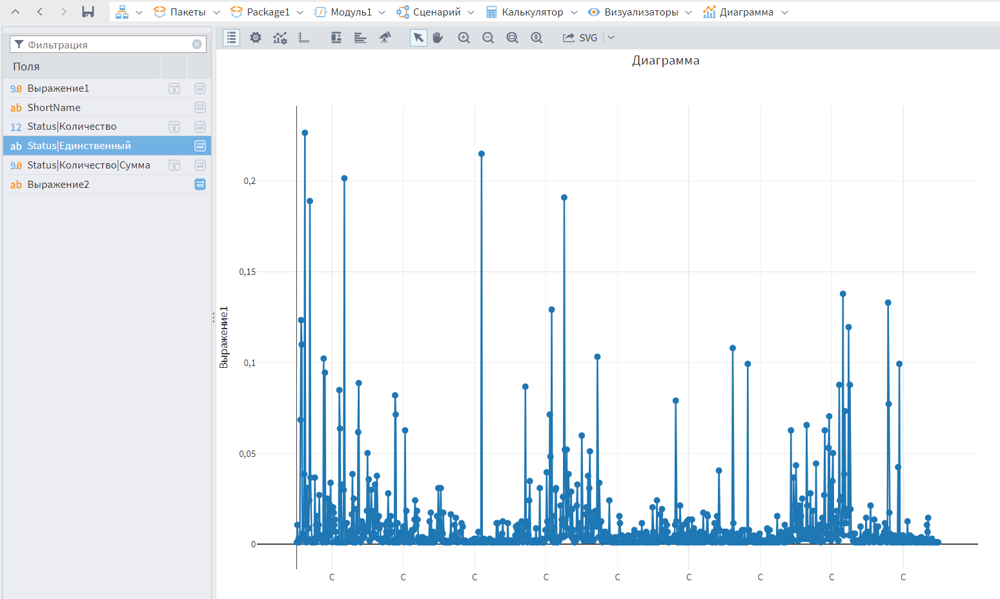 Пакеты Package1 Модуль1 Сценарий Калькулятор Визуализаторы Диаграмма
Фильтрация
SVG
Поля
9.0 Выражение1
ab ShortName
12 Status|Количество
ab Status|Единственный
9.0 Status|Количество|Сумма
ab Выражение2
Диаграмма
0,2
0,15
0,1
0,05
0
Выражение1
С С С С С С С С С